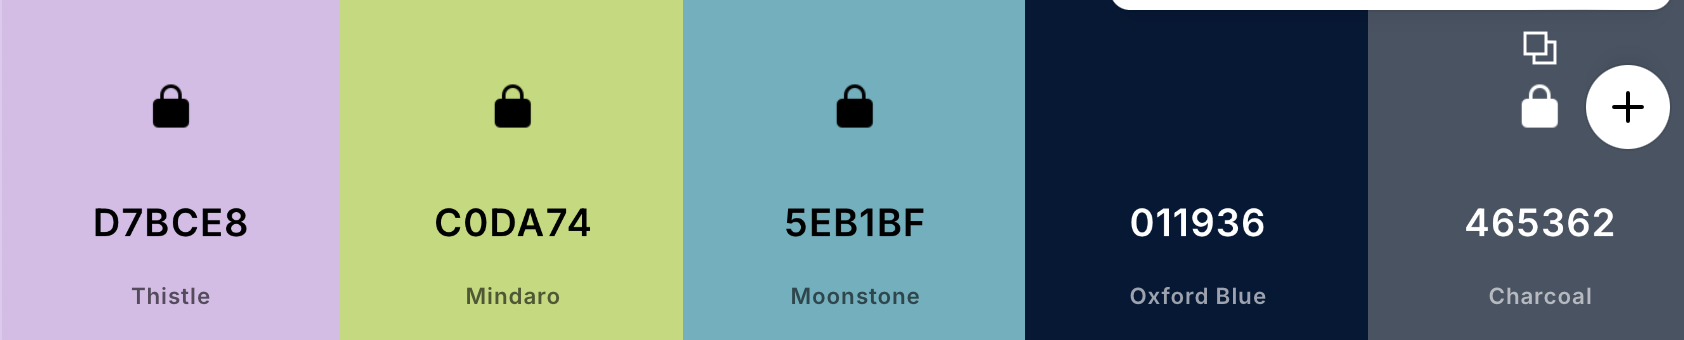 D7BCE8
Thistle
C0DA74
Mindaro
5EB1BF
Moonstone
011936
Oxford Blue
465362
Charcoal